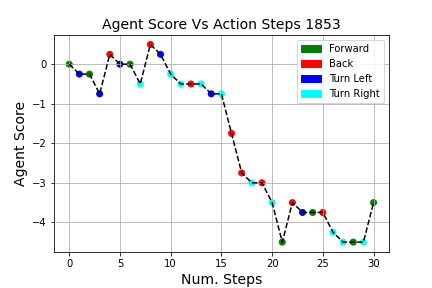 Agent Score Vs Action Steps 1853
Forward
Back
Turn Left
Turn Right
Agent Score
0
−1
−2
−3
−4
0 5 10 15 20 25 30
Num. Steps